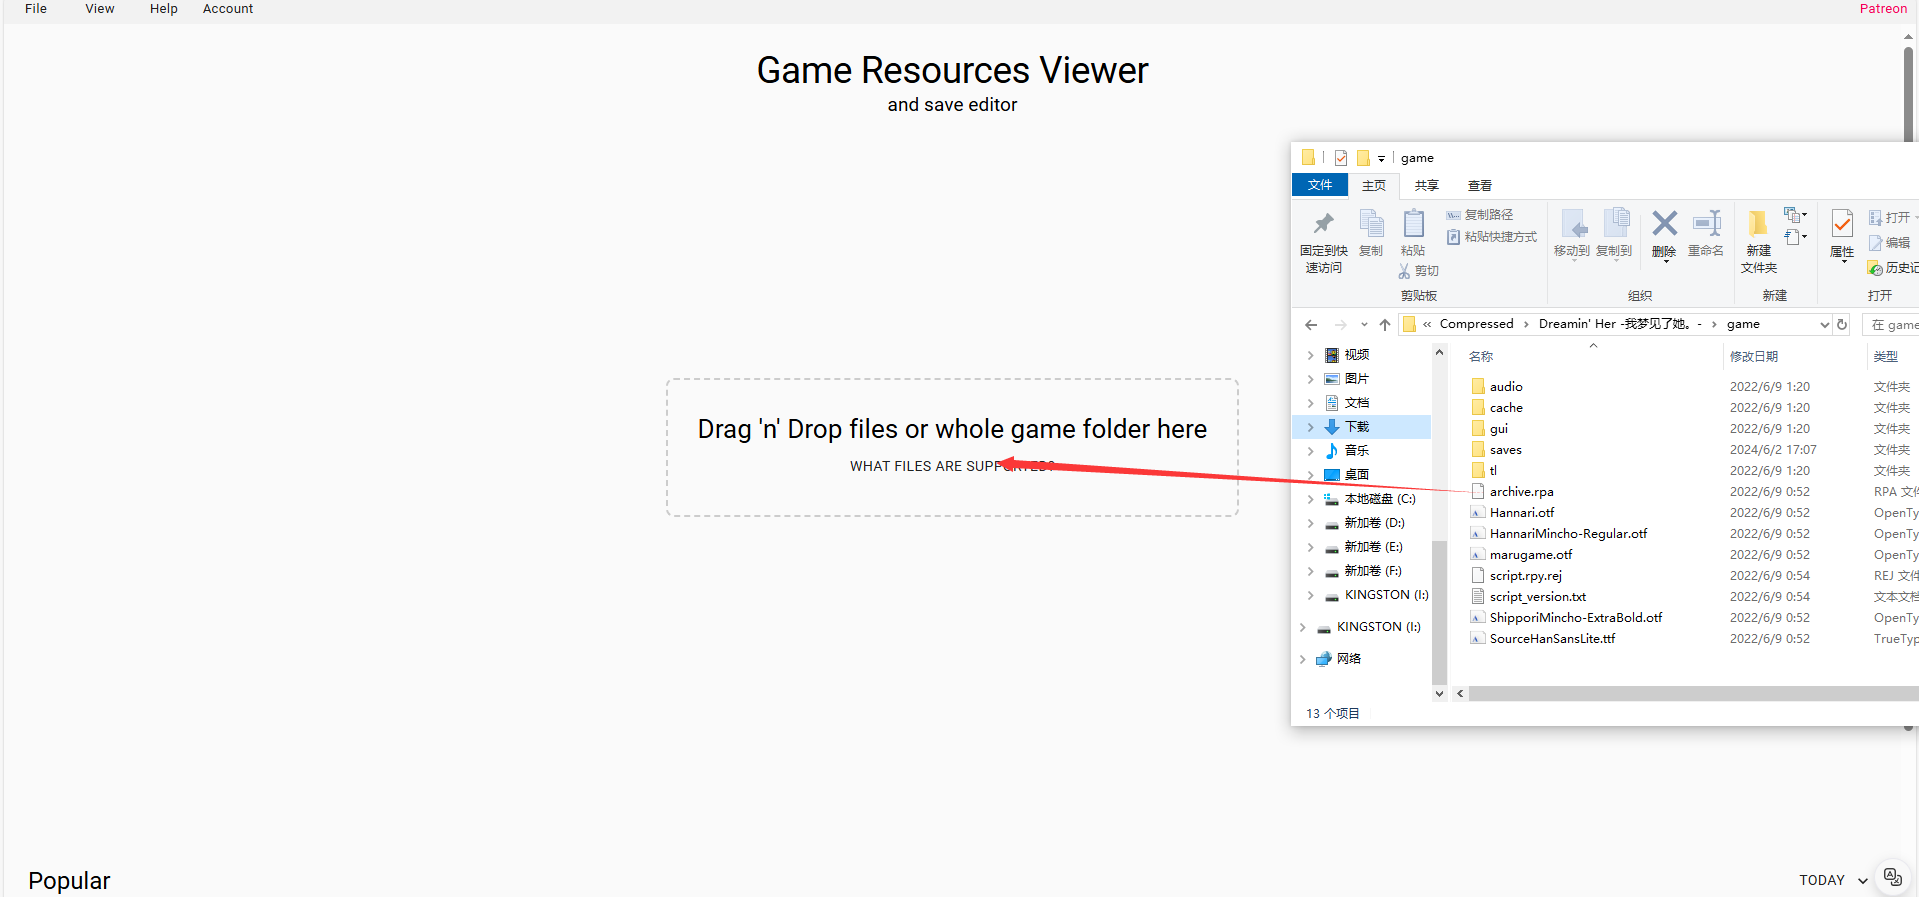 File View Help Account Patreon
Game Resources Viewer
and save editor
Drag 'n' Drop files or whole game folder here
WHAT FILES ARE SUPPORTED?
Popular
TODAY
game
文件 主页 共享 查看
固定到快速访问
复制
粘贴
复制路径
粘贴快捷方式
剪切
剪贴板
移动到 复制到 删除 重命名
组织
新建文件夹
新建
属性
打开
编辑
历史记
打开
« Compressed › Dreamin' Her -我梦见了她。- › game
在 game
视频
图片
文档
下载
音乐
桌面
本地磁盘 (C:)
新加卷 (D:)
新加卷 (E:)
新加卷 (F:)
KINGSTON (I:)
KINGSTON (I:)
网络
名称 修改日期 类型
audio 2022/6/9 1:20 文件夹
cache 2022/6/9 1:20 文件夹
gui 2022/6/9 1:20 文件夹
saves 2024/6/2 17:07 文件夹
tl 2022/6/9 1:20 文件夹
archive.rpa 2022/6/9 0:52 RPA 文件
Hannari.otf 2022/6/9 0:52 OpenTy
HannariMincho-Regular.otf 2022/6/9 0:52 OpenTy
marugame.otf 2022/6/9 0:52 OpenTy
script.rpy.rej 2022/6/9 0:54 REJ 文件
script_version.txt 2022/6/9 0:54 文本文档
ShipporiMincho-ExtraBold.otf 2022/6/9 0:52 OpenTy
SourceHanSansLite.ttf 2022/6/9 0:52 TrueTyp
13 个项目